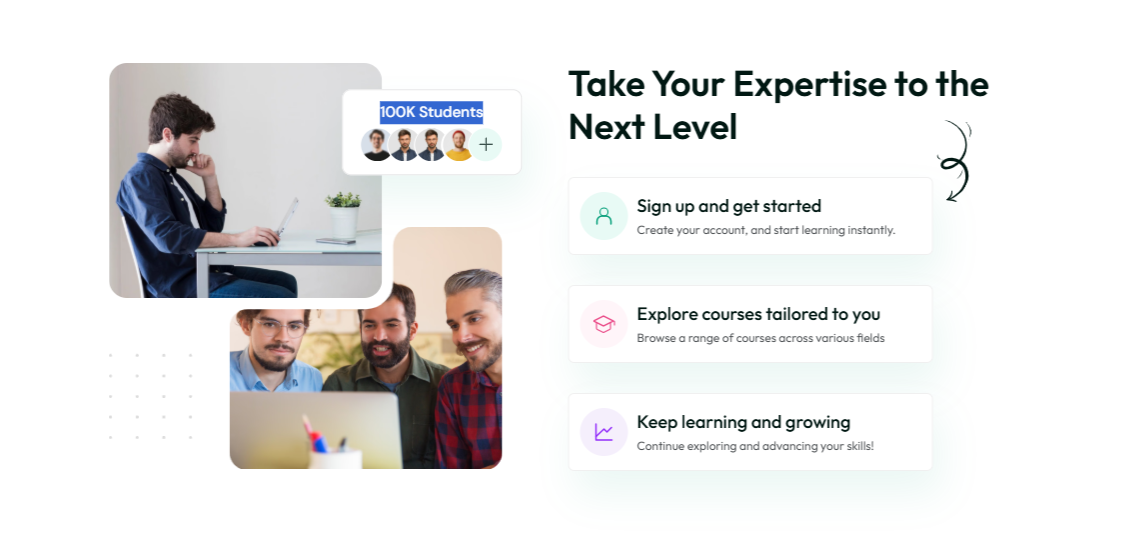 100K Students
Take Your Expertise to the
Next Level
Sign up and get started
Create your account, and start learning instantly.
Explore courses tailored to you
Browse a range of courses across various fields
Keep learning and growing
Continue exploring and advancing your skills!